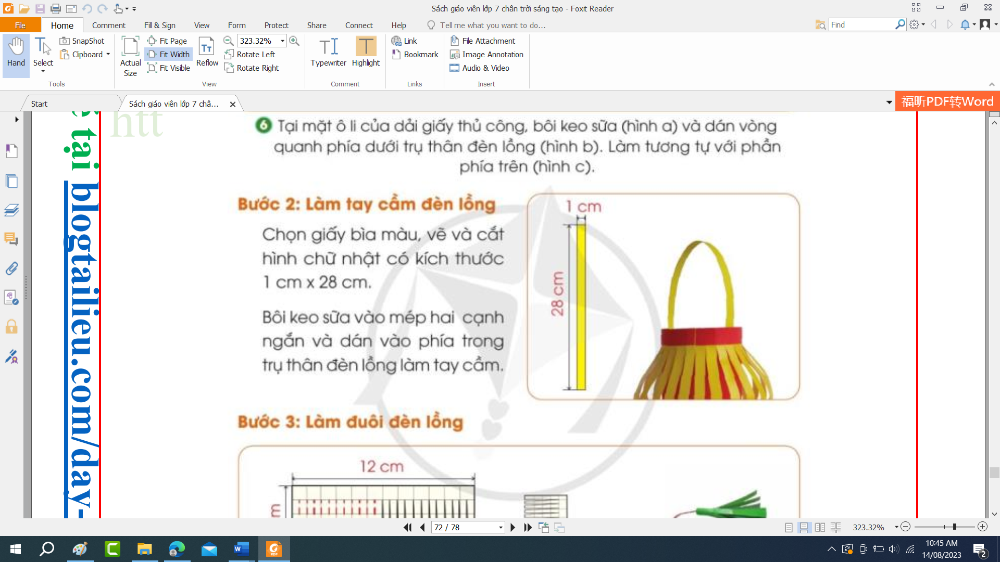 Sách giáo viên lớp 7 chân trời sáng tạo - Foxit Reader
File Home Comment Fill & Sign View Form Protect Share Connect Help Tell me what you want to do... Find
Hand
Select
SnapShot
Clipboard
Tools
Actual Size
Fit Page
Fit Width
Fit Visible
Reflow
323.32%
Rotate Left
Rotate Right
View
Typewriter
Highlight
Comment
Link
Bookmark
Links
File Attachment
Image Annotation
Audio & Video
Insert
Start
Sách giáo viên lớp 7 châ...
福昕PDF转Word
htt
tại blogtailieu.com/day-
6 Tại mặt ô li của dải giấy thủ công, bôi keo sữa (hình a) và dán vòng
quanh phía dưới trụ thân đèn lồng (hình b). Làm tương tự với phần
phía trên (hình c).
Bước 2: Làm tay cầm đèn lồng
Chọn giấy bìa màu, vẽ và cắt
hình chữ nhật có kích thước
1 cm x 28 cm.
Bôi keo sữa vào mép hai cạnh
ngắn và dán vào phía trong
trụ thân đèn lồng làm tay cầm.
1 cm
28 cm
Bước 3: Làm đuôi đèn lồng
12 cm
m
72 / 78
323.32%
10:45 AM
14/08/2023
2